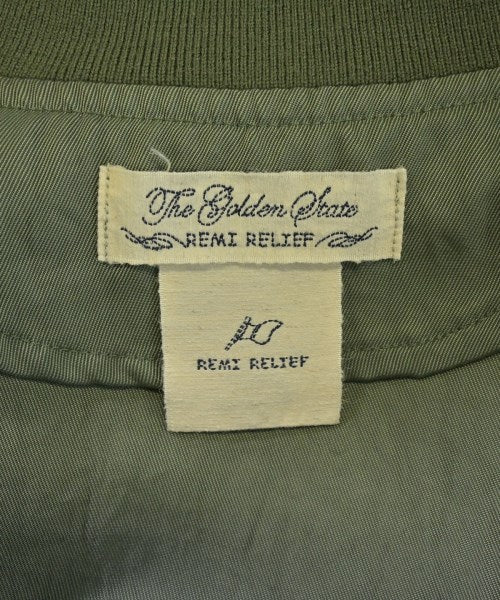 The Golden State
REMI RELIEF
REMI RELIEF